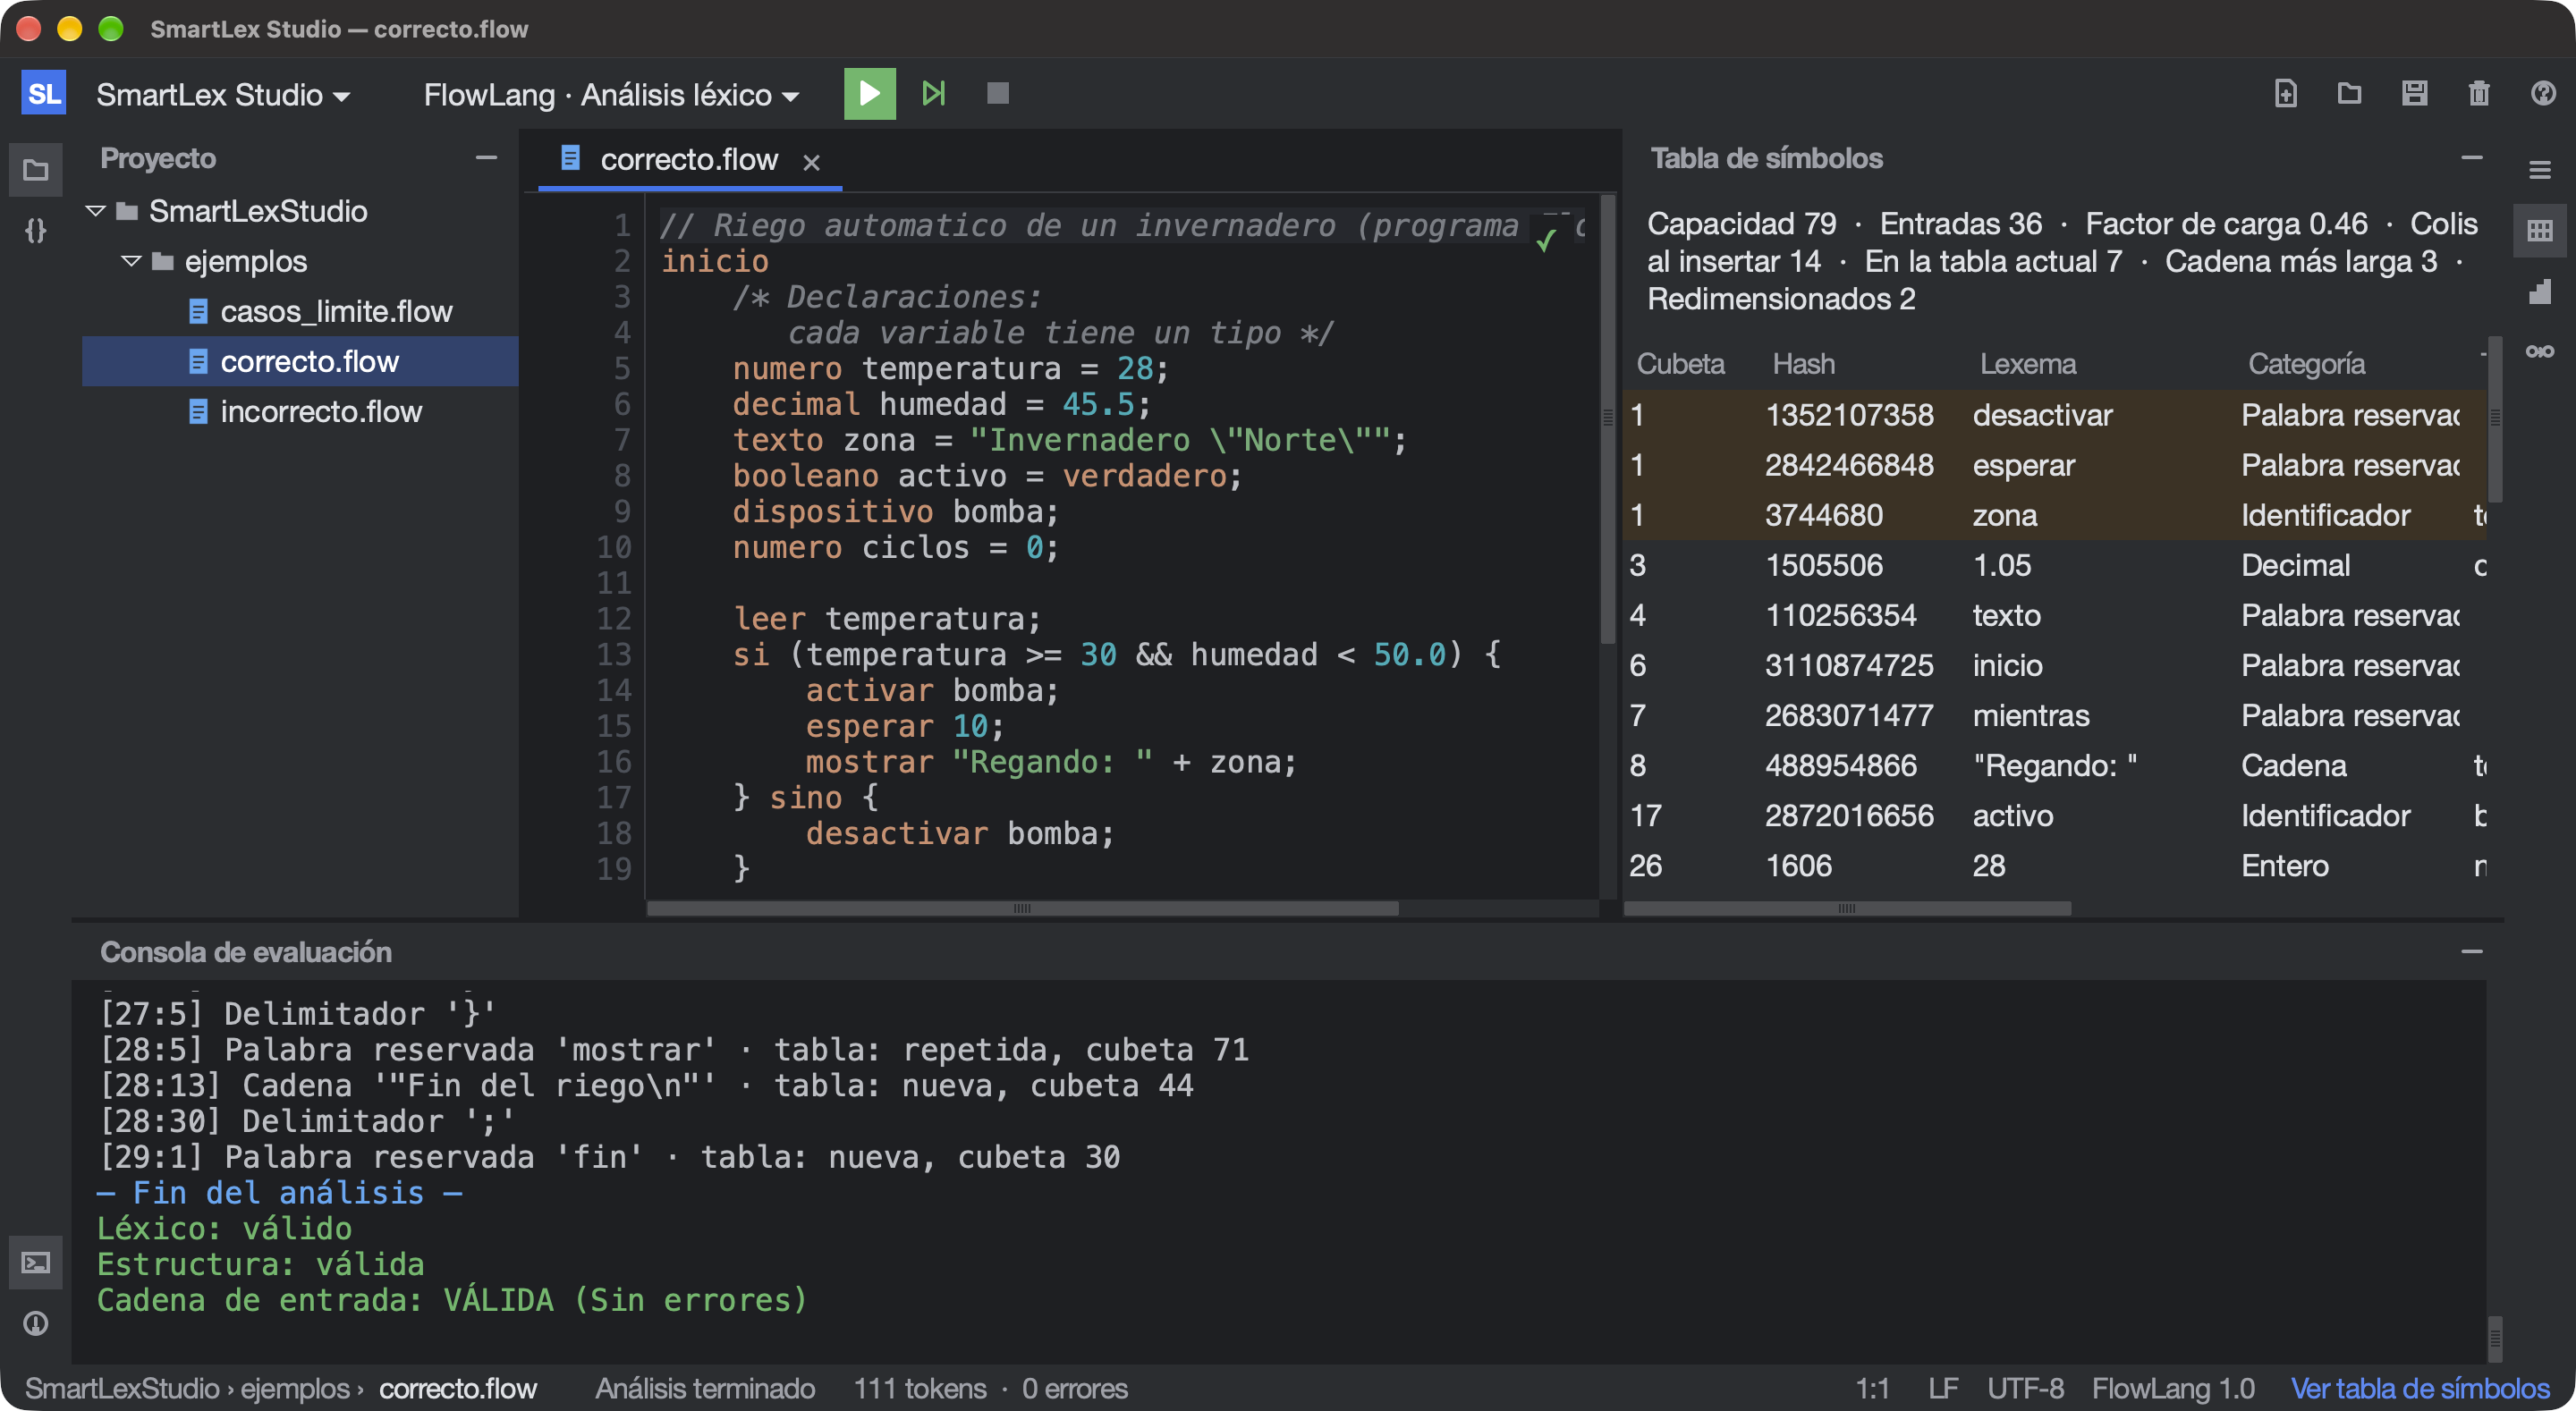 SmartLex Studio — correcto.flow
SL SmartLex Studio FlowLang · Análisis léxico
Proyecto
SmartLexStudio
ejemplos
casos_limite.flow
correcto.flow
incorrecto.flow
correcto.flow ×
1 // Riego automatico de un invernadero (programa
2 inicio
3 /* Declaraciones:
4 cada variable tiene un tipo */
5 numero temperatura = 28;
6 decimal humedad = 45.5;
7 texto zona = "Invernadero \"Norte\"";
8 booleano activo = verdadero;
9 dispositivo bomba;
10 numero ciclos = 0;
11
12 leer temperatura;
13 si (temperatura >= 30 && humedad < 50.0) {
14 activar bomba;
15 esperar 10;
16 mostrar "Regando: " + zona;
17 } sino {
18 desactivar bomba;
19 }
Tabla de símbolos
Capacidad 79 · Entradas 36 · Factor de carga 0.46 · Colis
al insertar 14 · En la tabla actual 7 · Cadena más larga 3 ·
Redimensionados 2
Cubeta Hash Lexema Categoría
1 1352107358 desactivar Palabra reservad
1 2842466848 esperar Palabra reservad
1 3744680 zona Identificador
3 1505506 1.05 Decimal
4 110256354 texto Palabra reservad
6 3110874725 inicio Palabra reservad
7 2683071477 mientras Palabra reservad
8 488954866 "Regando: " Cadena
17 2872016656 activo Identificador
26 1606 28 Entero
Consola de evaluación
[27:5] Delimitador '}'
[28:5] Palabra reservada 'mostrar' · tabla: repetida, cubeta 71
[28:13] Cadena '"Fin del riego\n"' · tabla: nueva, cubeta 44
[28:30] Delimitador ';'
[29:1] Palabra reservada 'fin' · tabla: nueva, cubeta 30
— Fin del análisis —
Léxico: válido
Estructura: válida
Cadena de entrada: VÁLIDA (Sin errores)
SmartLexStudio › ejemplos › correcto.flow Análisis terminado 111 tokens · 0 errores 1:1 LF UTF-8 FlowLang 1.0 Ver tabla de símbolos